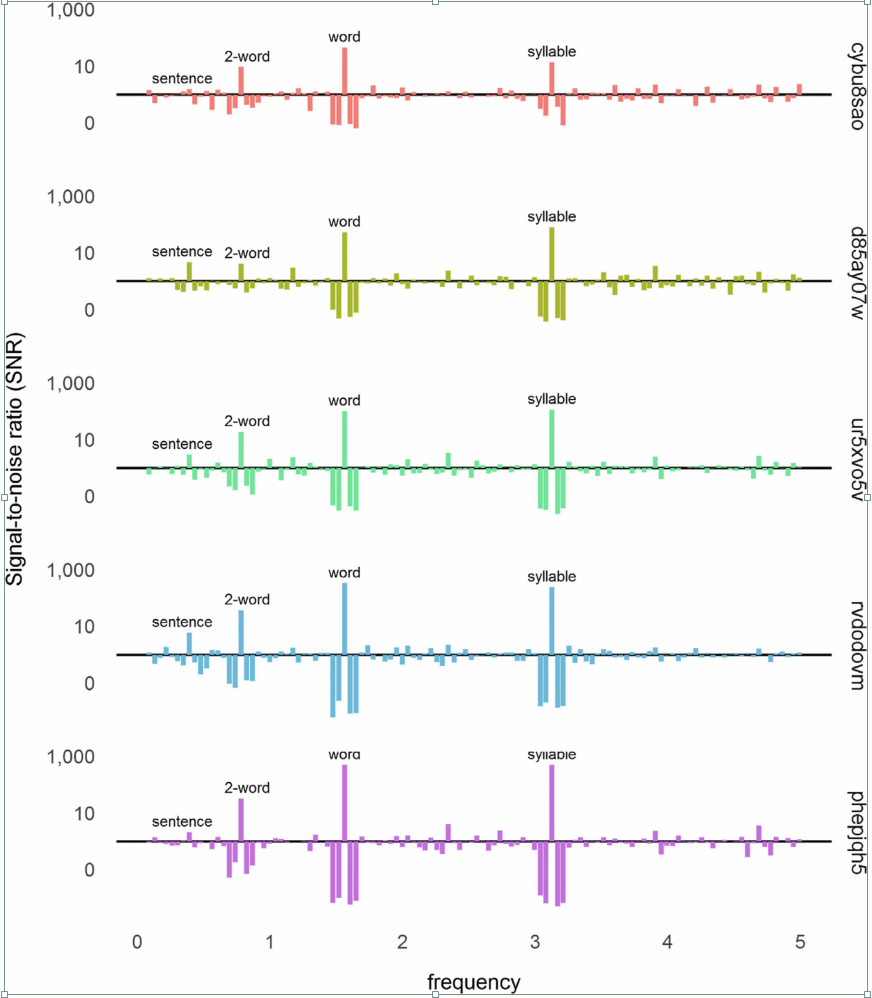 1,000
word
2-word
syllable
sentence
10
0
cybu8sao
1,000
word
syllable
sentence
2-word
10
0
d85ay07w
1,000
word
syllable
2-word
sentence
10
0
ur5xvo5v
Signal-to-noise ratio (SNR)
1,000
word
syllable
2-word
sentence
10
0
rvdodovm
1,000
word
syllable
2-word
sentence
10
0
0 1 2 3 4 5
frequency